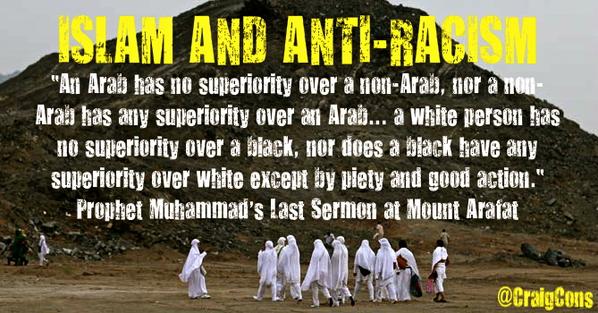 ISLAM AND ANTI-RACISM
"An Arab has no superiority over a non-Arab, nor a non-
Arab has any superiority over an Arab... a white person has
no superiority over a black, nor does a black have any
superiority over white except by piety and good action."
Prophet Muhammad's Last Sermon at Mount Arafat
@CraigCons